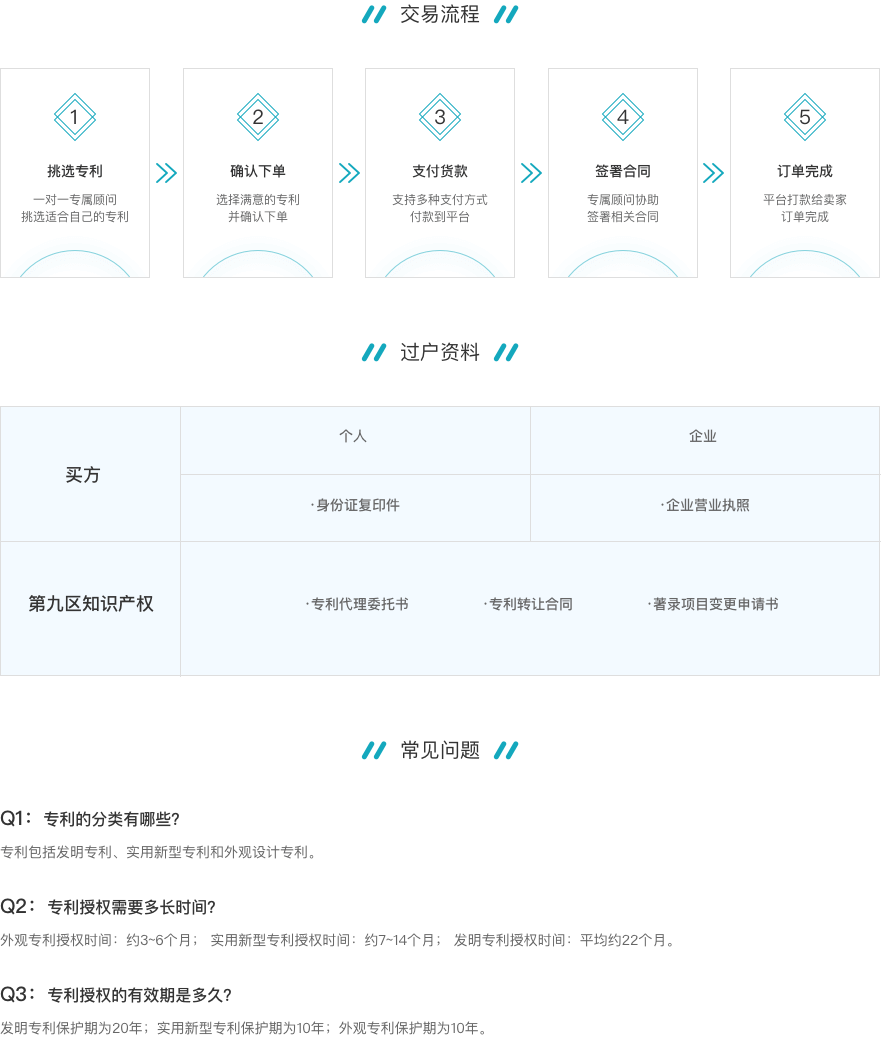 交易流程
1
挑选专利
一对一专属顾问
挑选适合自己的专利
2
确认下单
选择满意的专利
并确认下单
3
支付货款
支持多种支付方式
付款到平台
4
签署合同
专属顾问协助
签署相关合同
5
订单完成
平台打款给卖家
订单完成
过户资料
买方
个人
企业
·身份证复印件
·企业营业执照
第九区知识产权
·专利代理委托书
·专利转让合同
·著录项目变更申请书
常见问题
Q1：专利的分类有哪些?
专利包括发明专利、实用新型专利和外观设计专利。
Q2：专利授权需要多长时间?
外观专利授权时间：约3~6个月； 实用新型专利授权时间：约7~14个月； 发明专利授权时间：平均约22个月。
Q3：专利授权的有效期是多久?
发明专利保护期为20年；实用新型专利保护期为10年；外观专利保护期为10年。